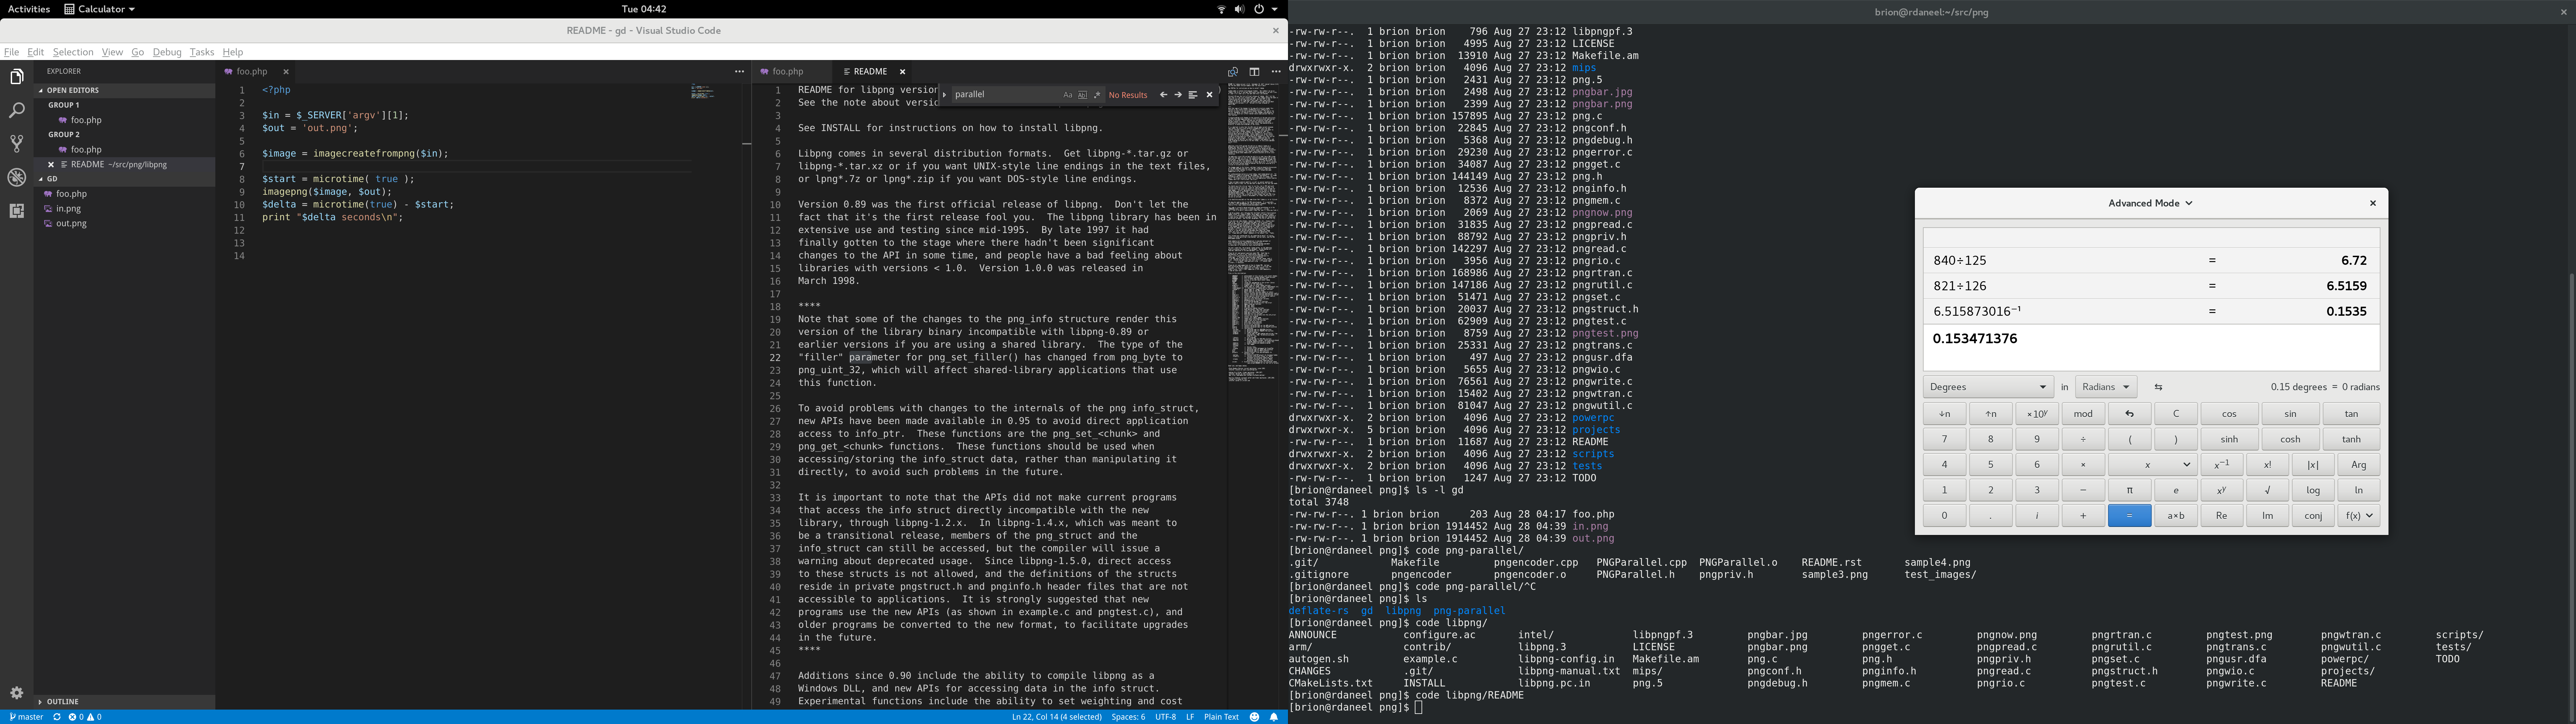 Activities Calculator
Tue 04:42
README - gd - Visual Studio Code
File Edit Selection View Go Debug Tasks Help
EXPLORER
OPEN EDITORS
GROUP 1
foo.php
GROUP 2
foo.php
README ~/src/png/libpng
GD
foo.php
in.png
out.png
OUTLINE
foo.php
1 <?php
2
3 $in = $_SERVER['argv'][1];
4 $out = 'out.png';
5
6 $image = imagecreatefrompng($in);
7
8 $start = microtime( true );
9 imagepng($image, $out);
10 $delta = microtime(true) - $start;
11 print "$delta seconds\n";
12
13
14
foo.php README
parallel Aa Ab| .* No Results
1 README for libpng version
2 See the note about versic
3
4 See INSTALL for instructions on how to install libpng.
5
6 Libpng comes in several distribution formats.  Get libpng-*.tar.gz or
7 libpng-*.tar.xz or if you want UNIX-style line endings in the text files,
8 or lpng*.7z or lpng*.zip if you want DOS-style line endings.
9
10 Version 0.89 was the first official release of libpng.  Don't let the
11 fact that it's the first release fool you.  The libpng library has been in
12 extensive use and testing since mid-1995.  By late 1997 it had
13 finally gotten to the stage where there hadn't been significant
14 changes to the API in some time, and people have a bad feeling about
15 libraries with versions < 1.0.  Version 1.0.0 was released in
16 March 1998.
17
18 ****
19 Note that some of the changes to the png_info structure render this
20 version of the library binary incompatible with libpng-0.89 or
21 earlier versions if you are using a shared library.  The type of the
22 "filler" parameter for png_set_filler() has changed from png_byte to
23 png_uint_32, which will affect shared-library applications that use
24 this function.
25
26 To avoid problems with changes to the internals of the png info_struct,
27 new APIs have been made available in 0.95 to avoid direct application
28 access to info_ptr.  These functions are the png_set_<chunk> and
29 png_get_<chunk> functions.  These functions should be used when
30 accessing/storing the info_struct data, rather than manipulating it
31 directly, to avoid such problems in the future.
32
33 It is important to note that the APIs did not make current programs
34 that access the info struct directly incompatible with the new
35 library, through libpng-1.2.x.  In libpng-1.4.x, which was meant to
36 be a transitional release, members of the png_struct and the
37 info_struct can still be accessed, but the compiler will issue a
38 warning about deprecated usage.  Since libpng-1.5.0, direct access
39 to these structs is not allowed, and the definitions of the structs
40 reside in private pngstruct.h and pnginfo.h header files that are not
41 accessible to applications.  It is strongly suggested that new
42 programs use the new APIs (as shown in example.c and pngtest.c), and
43 older programs be converted to the new format, to facilitate upgrades
44 in the future.
45 ****
46
47 Additions since 0.90 include the ability to compile libpng as a
48 Windows DLL, and new APIs for accessing data in the info struct.
49 Experimental functions include the ability to set weighting and cost
master 0 0
Ln 22, Col 14 (4 selected) Spaces: 6 UTF-8 LF Plain Text
brion@rdaneel:~/src/png
-rw-rw-r--.  1 brion brion    796 Aug 27 23:12 libpngpf.3
-rw-rw-r--.  1 brion brion   4995 Aug 27 23:12 LICENSE
-rw-rw-r--.  1 brion brion  13910 Aug 27 23:12 Makefile.am
drwxrwxr-x.  2 brion brion   4096 Aug 27 23:12 mips
-rw-rw-r--.  1 brion brion   2431 Aug 27 23:12 png.5
-rw-rw-r--.  1 brion brion   2498 Aug 27 23:12 pngbar.jpg
-rw-rw-r--.  1 brion brion   2399 Aug 27 23:12 pngbar.png
-rw-rw-r--.  1 brion brion 157895 Aug 27 23:12 png.c
-rw-rw-r--.  1 brion brion  22845 Aug 27 23:12 pngconf.h
-rw-rw-r--.  1 brion brion   5368 Aug 27 23:12 pngdebug.h
-rw-rw-r--.  1 brion brion  29230 Aug 27 23:12 pngerror.c
-rw-rw-r--.  1 brion brion  34087 Aug 27 23:12 pngget.c
-rw-rw-r--.  1 brion brion 144149 Aug 27 23:12 png.h
-rw-rw-r--.  1 brion brion  12536 Aug 27 23:12 pnginfo.h
-rw-rw-r--.  1 brion brion   8372 Aug 27 23:12 pngmem.c
-rw-rw-r--.  1 brion brion   2069 Aug 27 23:12 pngnow.png
-rw-rw-r--.  1 brion brion  31835 Aug 27 23:12 pngpread.c
-rw-rw-r--.  1 brion brion  88792 Aug 27 23:12 pngpriv.h
-rw-rw-r--.  1 brion brion 142297 Aug 27 23:12 pngread.c
-rw-rw-r--.  1 brion brion   3956 Aug 27 23:12 pngrio.c
-rw-rw-r--.  1 brion brion 168986 Aug 27 23:12 pngrtran.c
-rw-rw-r--.  1 brion brion 147186 Aug 27 23:12 pngrutil.c
-rw-rw-r--.  1 brion brion  51471 Aug 27 23:12 pngset.c
-rw-rw-r--.  1 brion brion  20037 Aug 27 23:12 pngstruct.h
-rw-rw-r--.  1 brion brion  62909 Aug 27 23:12 pngtest.c
-rw-rw-r--.  1 brion brion   8759 Aug 27 23:12 pngtest.png
-rw-rw-r--.  1 brion brion  25331 Aug 27 23:12 pngtrans.c
-rw-rw-r--.  1 brion brion    497 Aug 27 23:12 pngusr.dfa
-rw-rw-r--.  1 brion brion   5655 Aug 27 23:12 pngwio.c
-rw-rw-r--.  1 brion brion  76561 Aug 27 23:12 pngwrite.c
-rw-rw-r--.  1 brion brion  15402 Aug 27 23:12 pngwtran.c
-rw-rw-r--.  1 brion brion  81047 Aug 27 23:12 pngwutil.c
drwxrwxr-x.  2 brion brion   4096 Aug 27 23:12 powerpc
drwxrwxr-x.  5 brion brion   4096 Aug 27 23:12 projects
-rw-rw-r--.  1 brion brion  11687 Aug 27 23:12 README
drwxrwxr-x.  2 brion brion   4096 Aug 27 23:12 scripts
drwxrwxr-x.  2 brion brion   4096 Aug 27 23:12 tests
-rw-rw-r--.  1 brion brion   1247 Aug 27 23:12 TODO
[brion@rdaneel png]$ ls -l gd
total 3748
-rw-rw-r--. 1 brion brion     203 Aug 28 04:17 foo.php
-rw-rw-r--. 1 brion brion 1914452 Aug 28 04:39 in.png
-rw-rw-r--. 1 brion brion 1914452 Aug 28 04:39 out.png
[brion@rdaneel png]$ code png-parallel/
.git/ Makefile pngencoder.cpp PNGParallel.cpp PNGParallel.o README.rst sample4.png
.gitignore pngencoder pngencoder.o PNGParallel.h pngpriv.h sample3.png test_images/
[brion@rdaneel png]$ code png-parallel/^C
[brion@rdaneel png]$ ls
deflate-rs gd libpng png-parallel
[brion@rdaneel png]$ code libpng/
ANNOUNCE configure.ac intel/ libpngpf.3 pngbar.jpg pngerror.c pngnow.png pngrtran.c pngtest.png pngwtran.c scripts/
arm/ contrib/ libpng.3 LICENSE pngbar.png pngget.c pngpread.c pngrutil.c pngtrans.c pngwutil.c tests/
autogen.sh example.c libpng-config.in Makefile.am png.c png.h pngpriv.h pngset.c pngusr.dfa powerpc/ TODO
CHANGES .git/ libpng-manual.txt mips/ pngconf.h pnginfo.h pngread.c pngstruct.h pngwio.c projects/
CMakeLists.txt INSTALL libpng.pc.in png.5 pngdebug.h pngmem.c pngrio.c pngtest.c pngwrite.c README
[brion@rdaneel png]$ code libpng/README
[brion@rdaneel png]$
Advanced Mode
840÷125 = 6.72
821÷126 = 6.5159
6.515873016⁻¹ = 0.1535
0.153471376
Degrees in Radians 0.15 degrees = 0 radians
↓n ↑n ×10ʸ mod C cos sin tan
7 8 9 ÷ ( ) sinh cosh tanh
4 5 6 × x x⁻¹ x! |x| Arg
1 2 3 − π e xʸ √ log ln
0 . i + = a×b Re Im conj f(x)